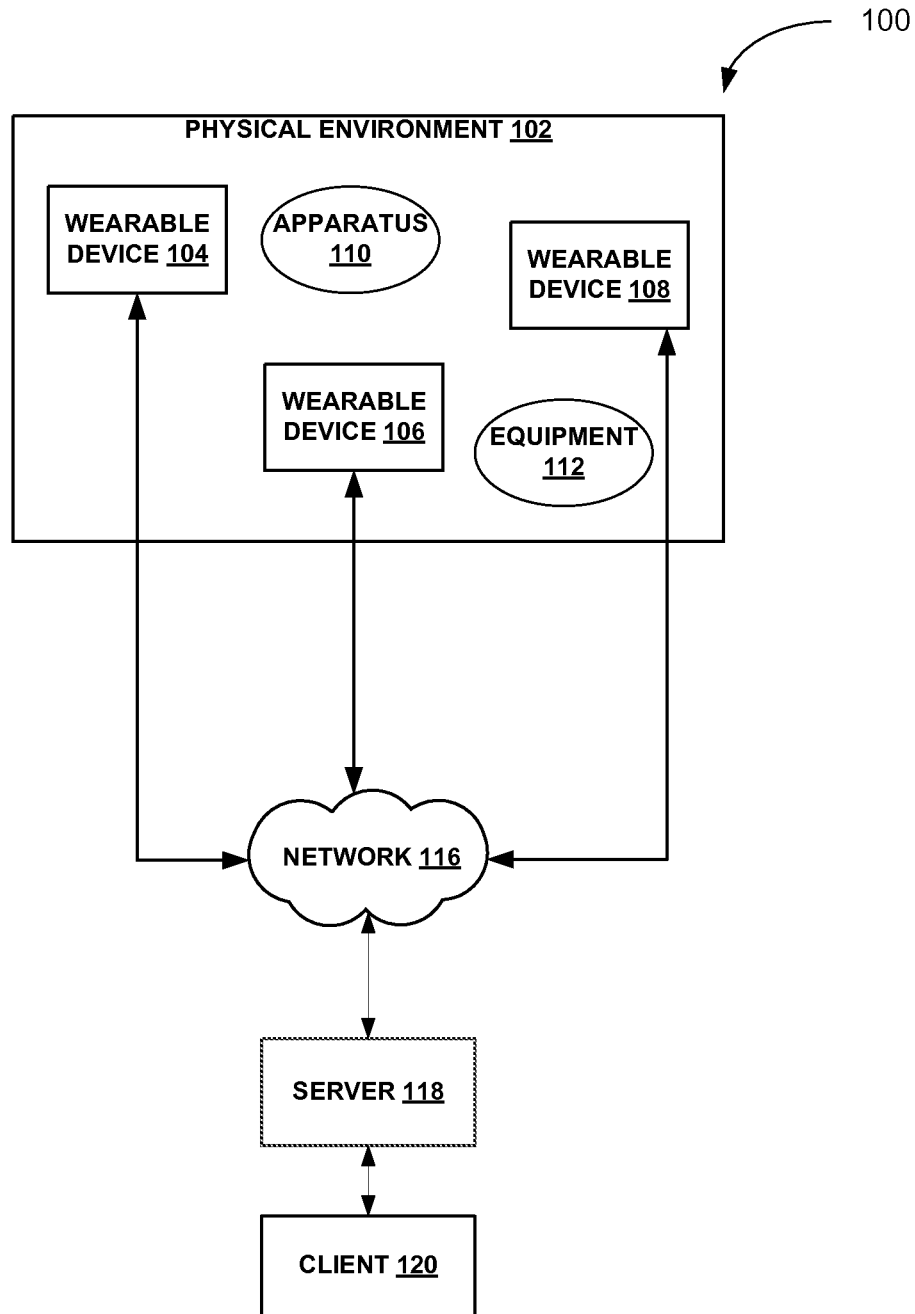 100
PHYSICAL ENVIRONMENT 102
WEARABLE
DEVICE 104
APPARATUS
110
WEARABLE
DEVICE 108
WEARABLE
DEVICE 106
EQUIPMENT
112
NETWORK 116
SERVER 118
CLIENT 120